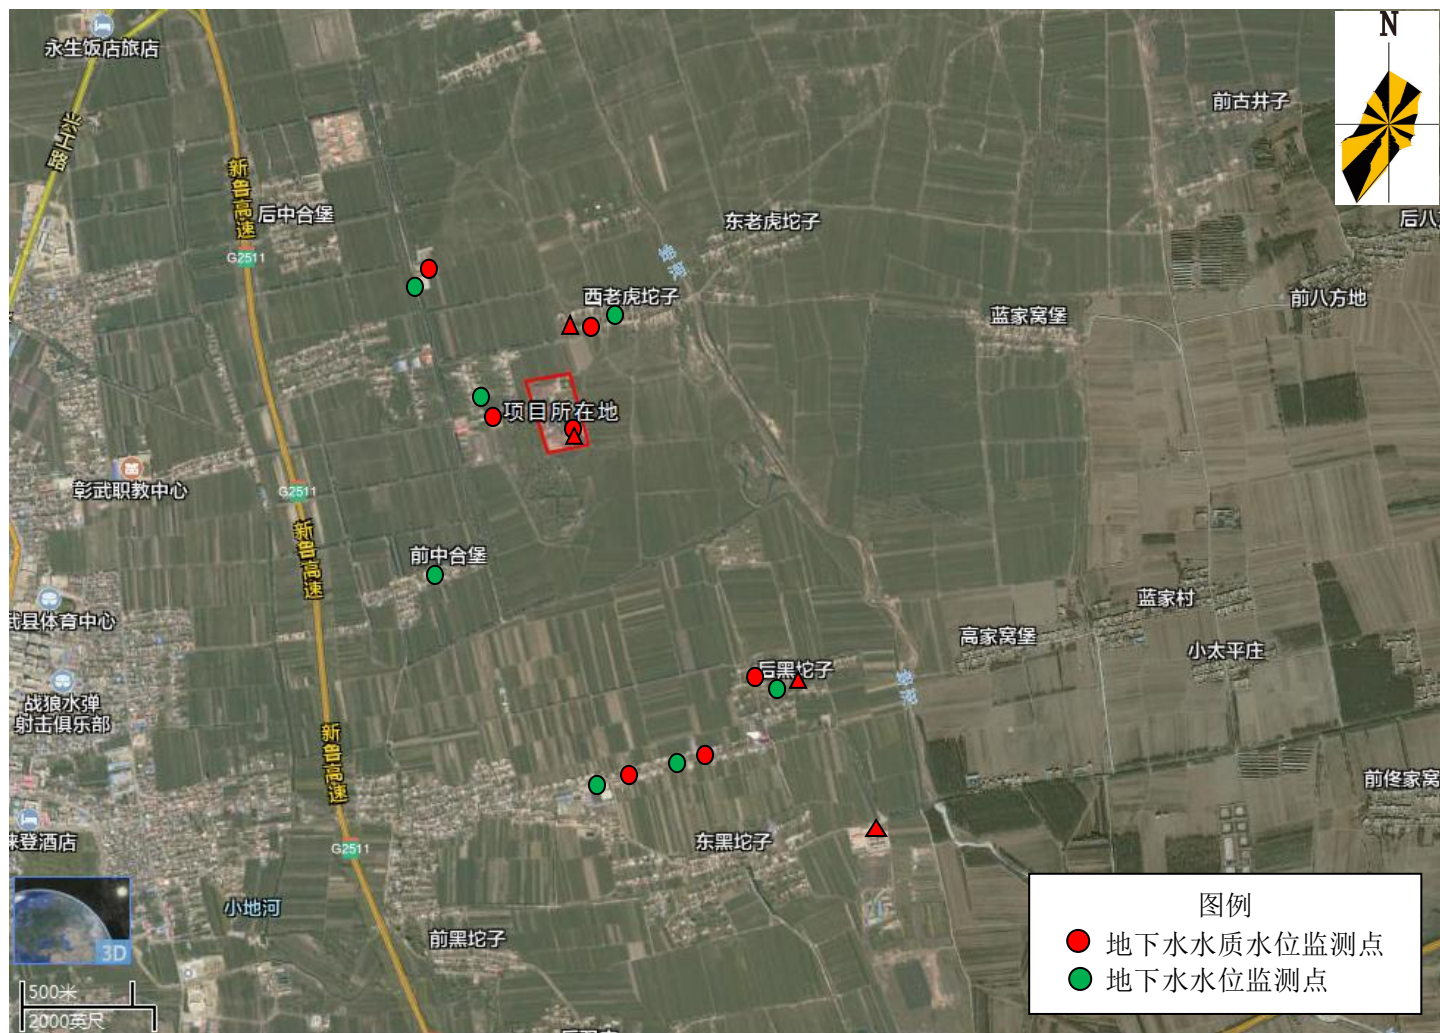 N
永生饭店旅店
前古井子
新鲁高速
后中合堡
东老虎坨子
后八
G2511
西老虎坨子
前八方地
蓝家窝堡
项目所在地
彰武职教中心
G2511
新鲁高速
前中合堡
武县体育中心
蓝家村
高家窝堡
小太平庄
后黑坨子
战狼水弹
射击俱乐部
新鲁高速
前佟家窝
东黑坨子
来登酒店
G2511
图例
小地河
前黑坨子
地下水水质水位监测点
3D
地下水水位监测点
500米
2000英尺